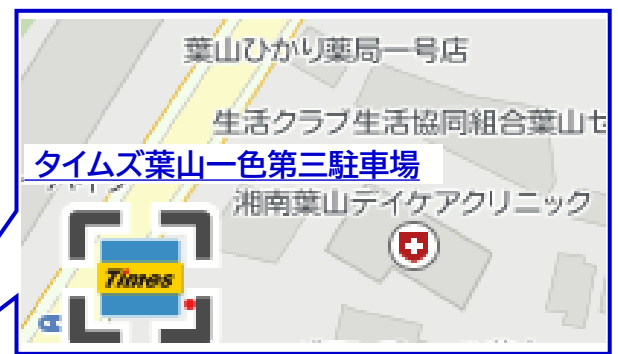 葉山ひかり薬局一号店
生活クラブ生活協同組合葉山セ
タイムズ葉山一色第三駐車場
湘南葉山デイケアクリニック
Times